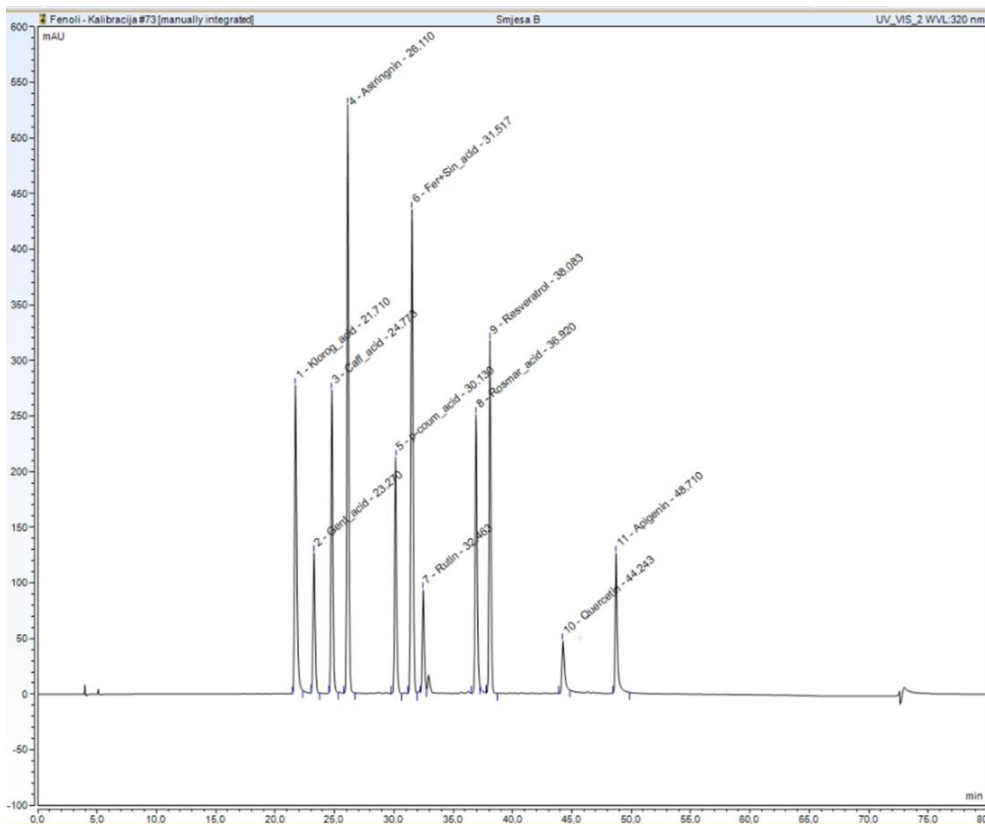 Fenoli - Kalibracija #73 [manually integrated] Smjesa B UV_VIS_2 WVL:320 nm
mAU
600
550
500
450
400
350
300
250
200
150
100
50
0
-50
-100
1 - Klorog_acid - 21,710
2 - Gent_acid - 23,270
3 - Caff_acid - 24,773
4 - Astringnin - 26,110
5 - p-coum_acid - 30,130
6 - Fer+Sin_acid - 31,517
7 - Rutin - 32,463
8 - Rosmar_acid - 36,920
9 - Resveratrol - 38,083
10 - Quercetin - 44,243
11 - Apigenin - 48,710
min
0,0 5,0 10,0 15,0 20,0 25,0 30,0 35,0 40,0 45,0 50,0 55,0 60,0 65,0 70,0 75,0 80